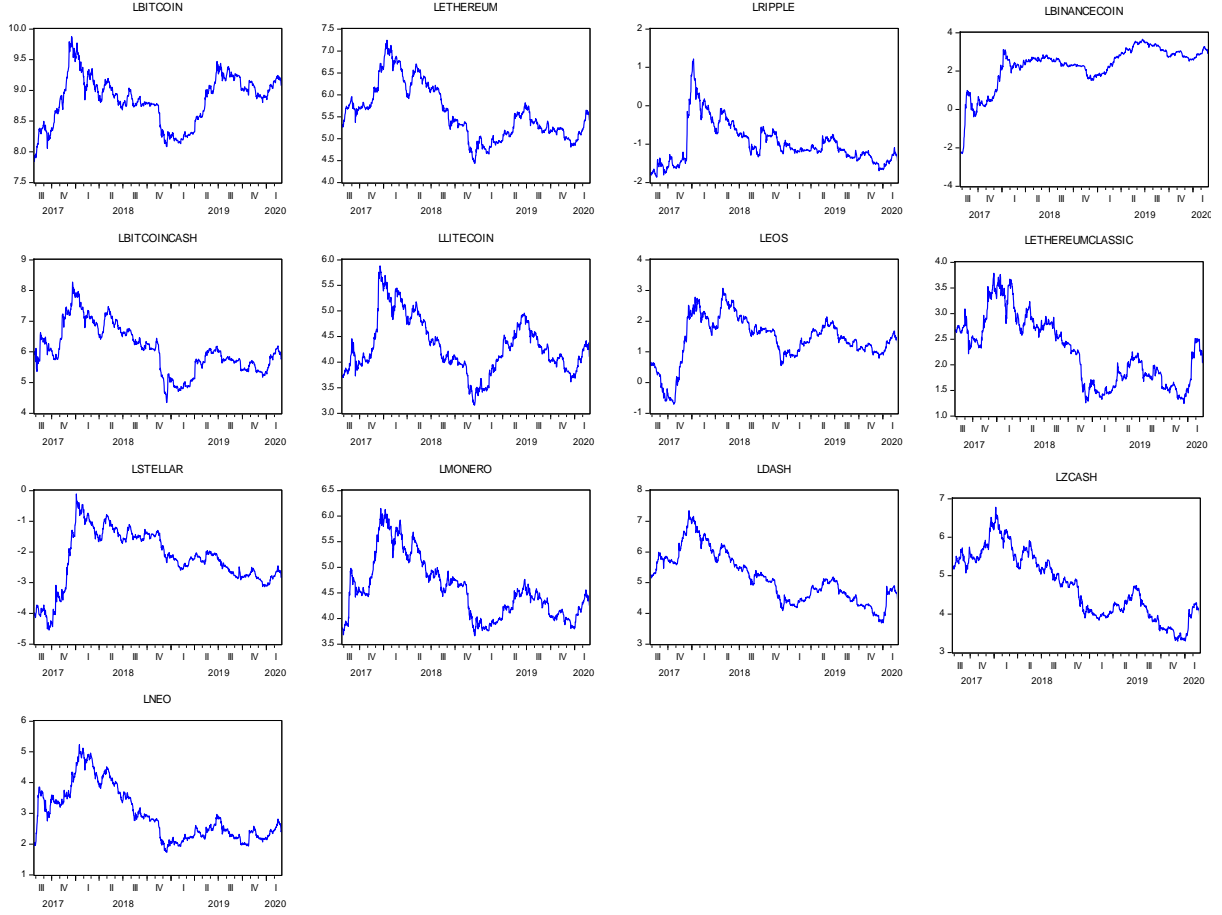 LBITCOIN
10.0
9.5
9.0
8.5
8.0
7.5
III IV I II III IV I II III IV I
2017 2018 2019 2020
LETHEREUM
7.5
7.0
6.5
6.0
5.5
5.0
4.5
4.0
III IV I II III IV I II III IV I
2017 2018 2019 2020
LRIPPLE
2
1
0
-1
-2
III IV I II III IV I II III IV I
2017 2018 2019 2020
LBINANCECOIN
4
2
0
-2
-4
III IV I II III IV I II III IV I
2017 2018 2019 2020
LBITCOINCASH
9
8
7
6
5
4
III IV I II III IV I II III IV I
2017 2018 2019 2020
LLITECOIN
6.0
5.5
5.0
4.5
4.0
3.5
3.0
III IV I II III IV I II III IV I
2017 2018 2019 2020
LEOS
4
3
2
1
0
-1
III IV I II III IV I II III IV I
2017 2018 2019 2020
LETHEREUMCLASSIC
4.0
3.5
3.0
2.5
2.0
1.5
1.0
III IV I II III IV I II III IV I
2017 2018 2019 2020
LSTELLAR
0
-1
-2
-3
-4
-5
III IV I II III IV I II III IV I
2017 2018 2019 2020
LMONERO
6.5
6.0
5.5
5.0
4.5
4.0
3.5
III IV I II III IV I II III IV I
2017 2018 2019 2020
LDASH
8
7
6
5
4
3
III IV I II III IV I II III IV I
2017 2018 2019 2020
LZCASH
7
6
5
4
3
III IV I II III IV I II III IV I
2017 2018 2019 2020
LNEO
6
5
4
3
2
1
III IV I II III IV I II III IV I
2017 2018 2019 2020